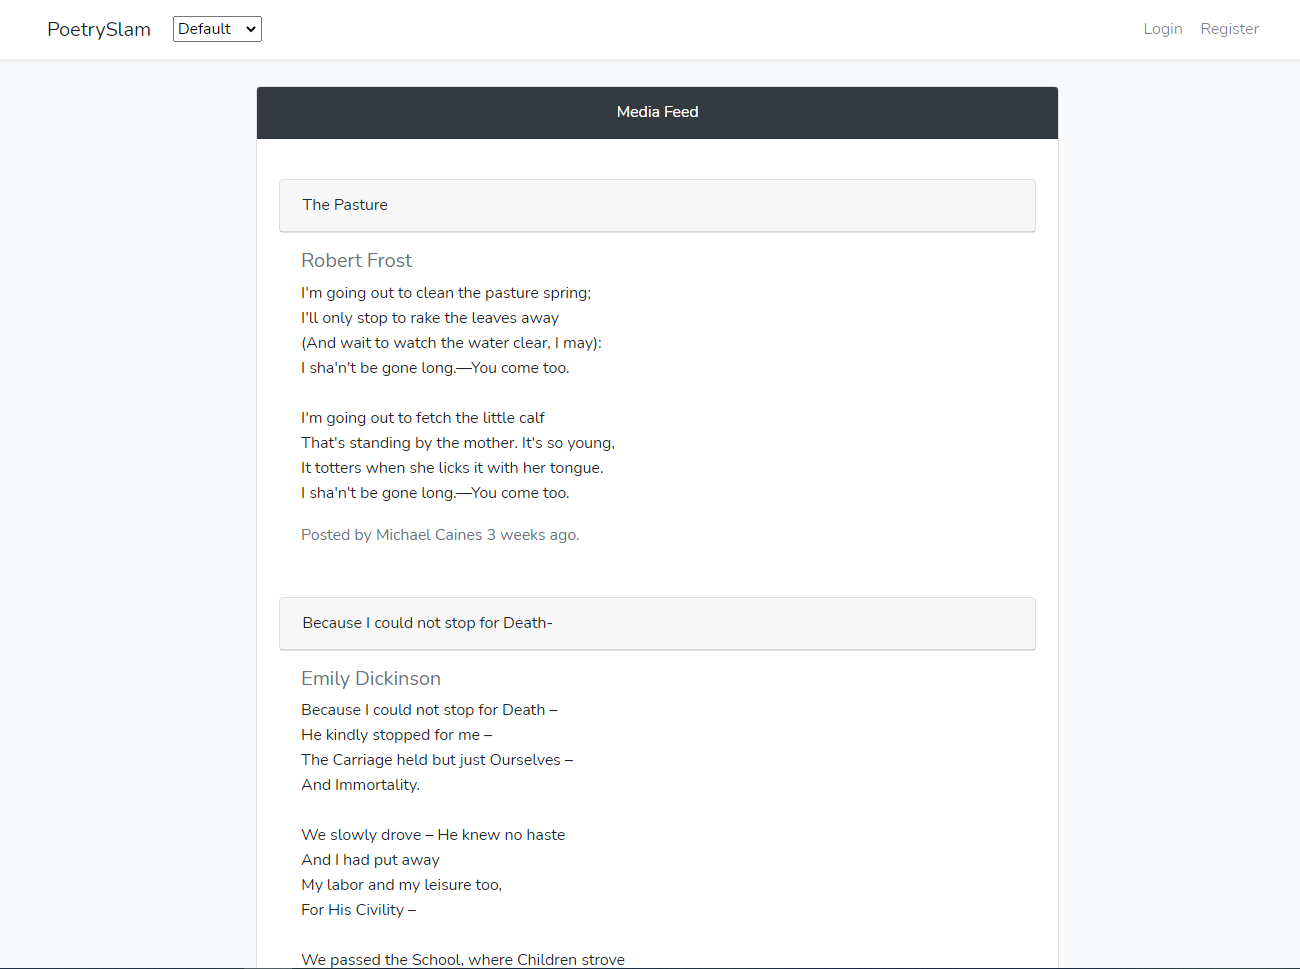 PoetrySlam Default Login Register
Media Feed
The Pasture
Robert Frost
I'm going out to clean the pasture spring;
I'll only stop to rake the leaves away
(And wait to watch the water clear, I may):
I sha'n't be gone long.—You come too.
I'm going out to fetch the little calf
That's standing by the mother. It's so young,
It totters when she licks it with her tongue.
I sha'n't be gone long.—You come too.
Posted by Michael Caines 3 weeks ago.
Because I could not stop for Death-
Emily Dickinson
Because I could not stop for Death –
He kindly stopped for me –
The Carriage held but just Ourselves –
And Immortality.
We slowly drove – He knew no haste
And I had put away
My labor and my leisure too,
For His Civility –
We passed the School, where Children strove